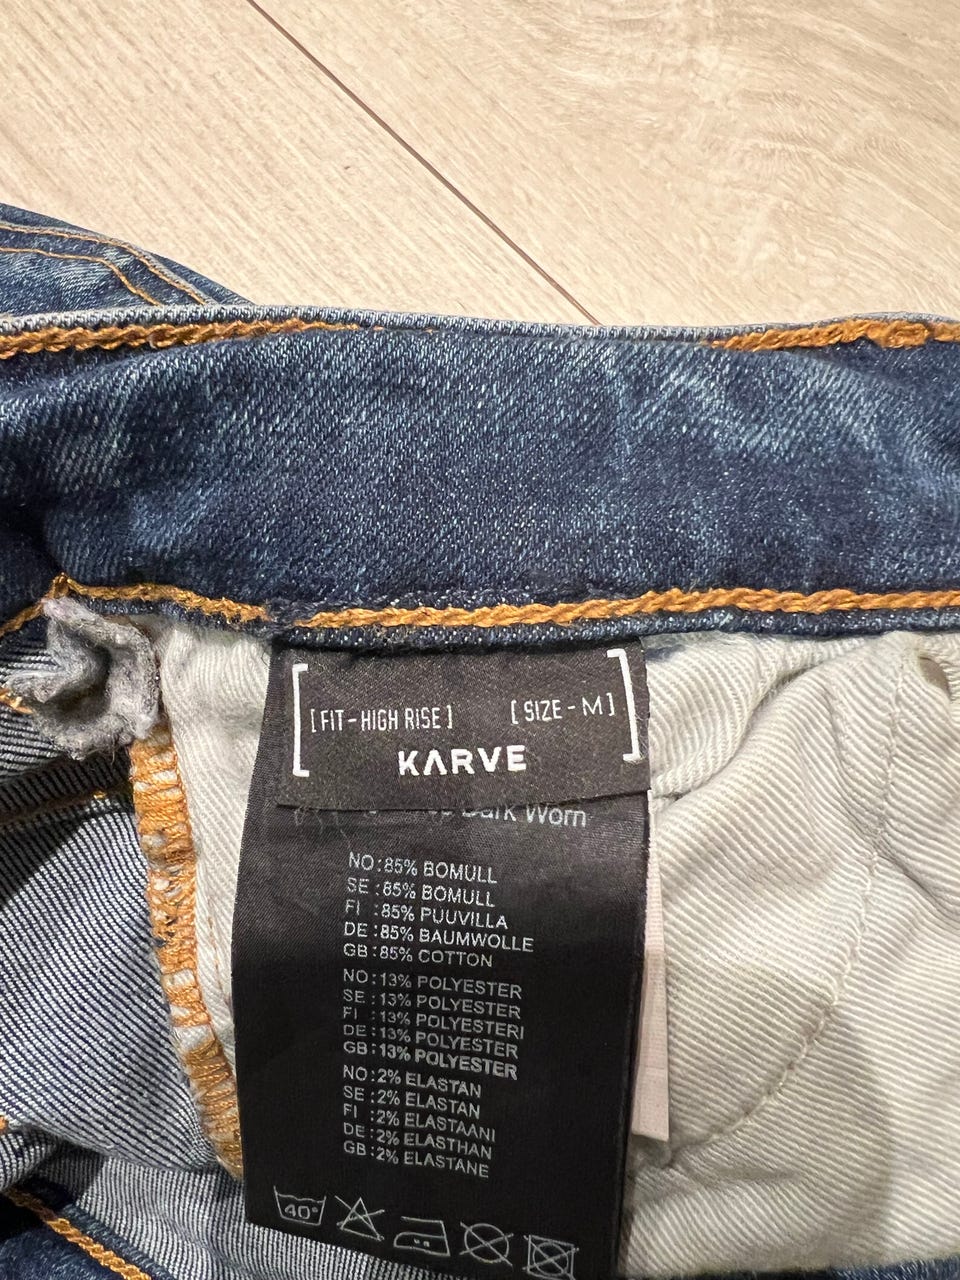 [FIT-HIGH RISE] [SIZE-M]
KARVE
Dark Worn
NO:85% BOMULL
SE:85% BOMULL
FI :85% PUUVILLA
DE:85% BAUMWOLLE
GB:85% COTTON
NO:13% POLYESTER
SE:13% POLYESTER
FI :13% POLYESTERI
DE:13% POLYESTER
GB:13% POLYESTER
NO:2% ELASTAN
SE:2% ELASTAN
FI :2% ELASTAANI
DE:2% ELASTHAN
GB:2% ELASTANE
40°